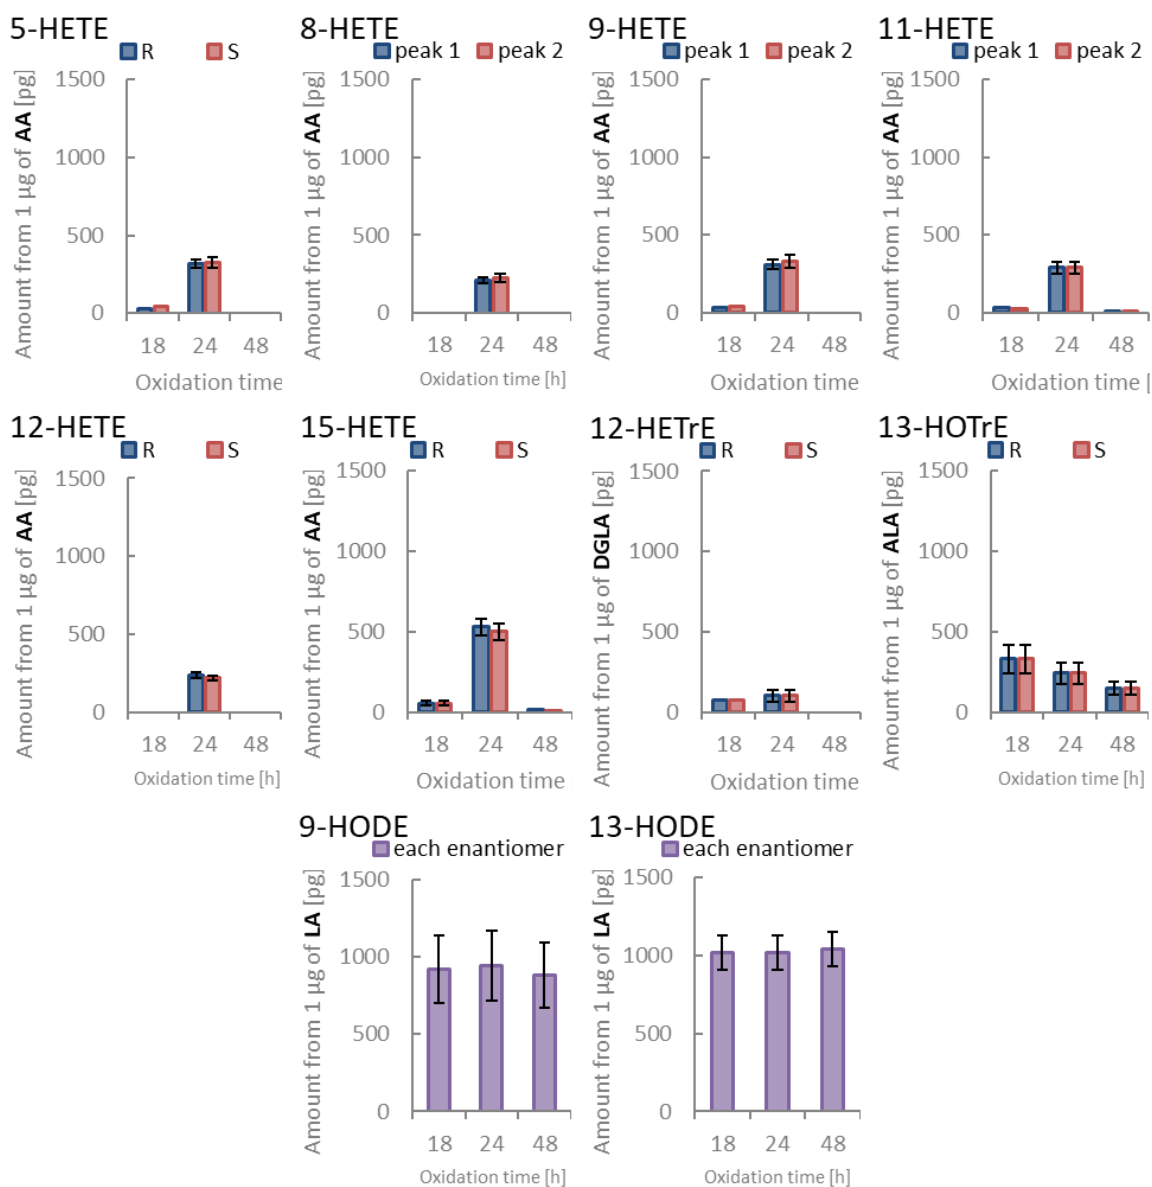 5-HETE
R S
Amount from 1 µg of AA [pg]
1500
1000
500
0
18 24 48
Oxidation time
8-HETE
peak 1 peak 2
Amount from 1 µg of AA [pg]
1500
1000
500
0
18 24 48
Oxidation time [h]
9-HETE
peak 1 peak 2
Amount from 1 µg of AA [pg]
1500
1000
500
0
18 24 48
Oxidation time
11-HETE
peak 1 peak 2
Amount from 1 µg of AA [pg]
1500
1000
500
0
18 24 48
Oxidation time [
12-HETE
R S
Amount from 1 µg of AA [pg]
1500
1000
500
0
18 24 48
Oxidation time [h]
15-HETE
R S
Amount from 1 µg of AA [pg]
1500
1000
500
0
18 24 48
Oxidation time
12-HETrE
R S
Amount from 1 µg of DGLA [pg]
1500
1000
500
0
18 24 48
Oxidation time
13-HOTrE
R S
Amount from 1 µg of ALA [pg]
1500
1000
500
0
18 24 48
Oxidation time [h]
9-HODE
each enantiomer
Amount from 1 µg of LA [pg]
1500
1000
500
0
18 24 48
Oxidation time [h]
13-HODE
each enantiomer
Amount from 1 µg of LA [pg]
1500
1000
500
0
18 24 48
Oxidation time [h]